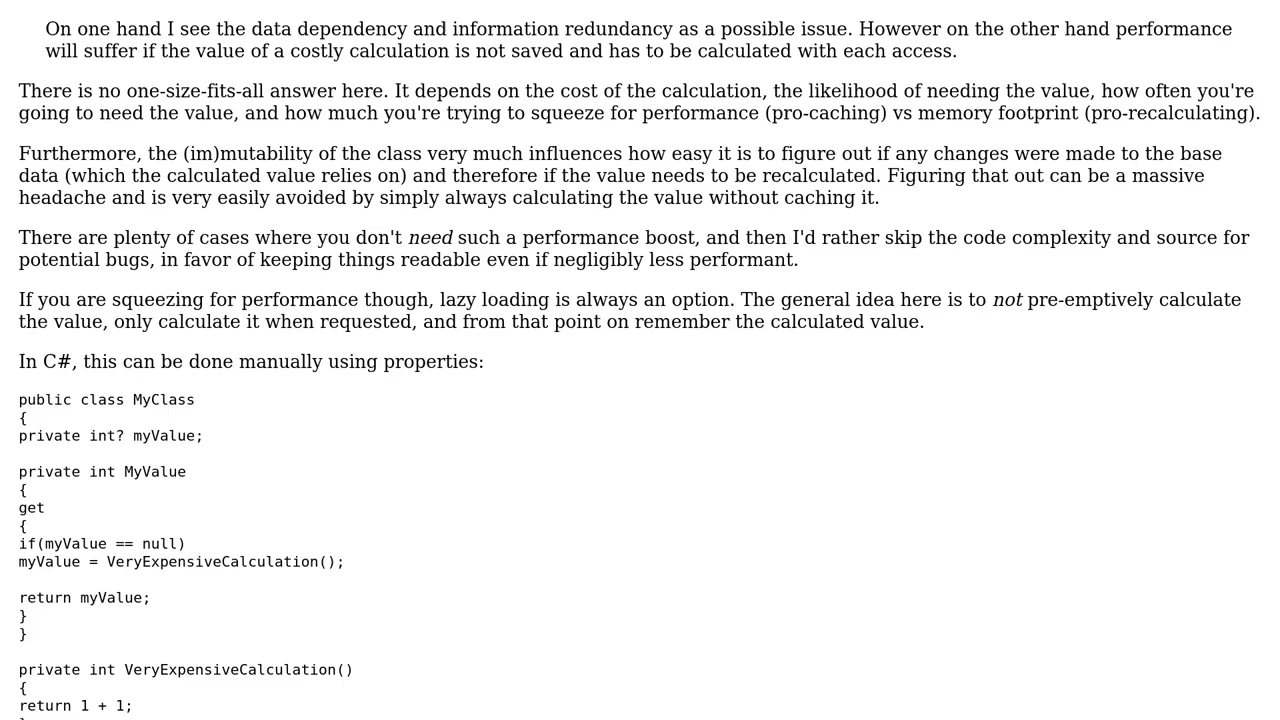 On one hand I see the data dependency and information redundancy as a possible issue. However on the other hand performance
will suffer if the value of a costly calculation is not saved and has to be calculated with each access.
There is no one-size-fits-all answer here. It depends on the cost of the calculation, the likelihood of needing the value, how often you're
going to need the value, and how much you're trying to squeeze for performance (pro-caching) vs memory footprint (pro-recalculating).
Furthermore, the (im)mutability of the class very much influences how easy it is to figure out if any changes were made to the base
data (which the calculated value relies on) and therefore if the value needs to be recalculated. Figuring that out can be a massive
headache and is very easily avoided by simply always calculating the value without caching it.
There are plenty of cases where you don't need such a performance boost, and then I'd rather skip the code complexity and source for
potential bugs, in favor of keeping things readable even if negligibly less performant.
If you are squeezing for performance though, lazy loading is always an option. The general idea here is to not pre-emptively calculate
the value, only calculate it when requested, and from that point on remember the calculated value.
In C#, this can be done manually using properties:
public class MyClass
{
private int? myValue;
private int MyValue
{
get
{
if(myValue == null)
myValue = VeryExpensiveCalculation();
return myValue;
}
}
private int VeryExpensiveCalculation()
{
return 1 + 1;
}